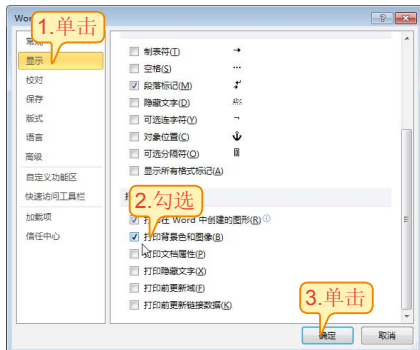 Wor
1.单击
常规
显示
校对
保存
版式
语言
高级
自定义功能区
快速访问工具栏
加载项
信任中心
制表符(T)
空格(S)
段落标记(M)
隐藏文字(D)
abc
可选连字符(Y)
对象位置(C)
可选分隔符(O)
显示所有格式标记(A)
打
2.勾选
打印在 Word 中创建的图形(R)
打印背景色和图像(B)
打印文档属性(P)
打印隐藏文字(X)
打印前更新域(F)
打印前更新链接数据(K)
3.单击
确定
取消